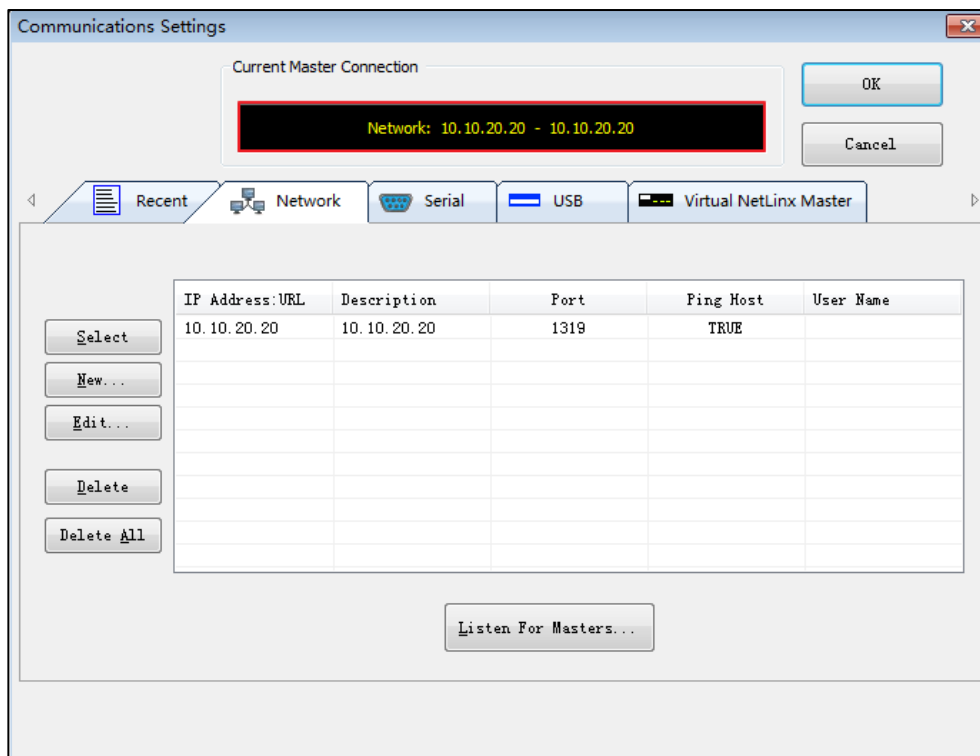 Communications Settings
Current Master Connection
Network: 10.10.20.20 - 10.10.20.20
OK
Cancel
Recent
Network
Serial
USB
Virtual NetLinx Master
IP Address:URL Description Port Ping Host User Name
10.10.20.20 10.10.20.20 1319 TRUE
Select
New...
Edit...
Delete
Delete All
Listen For Masters...